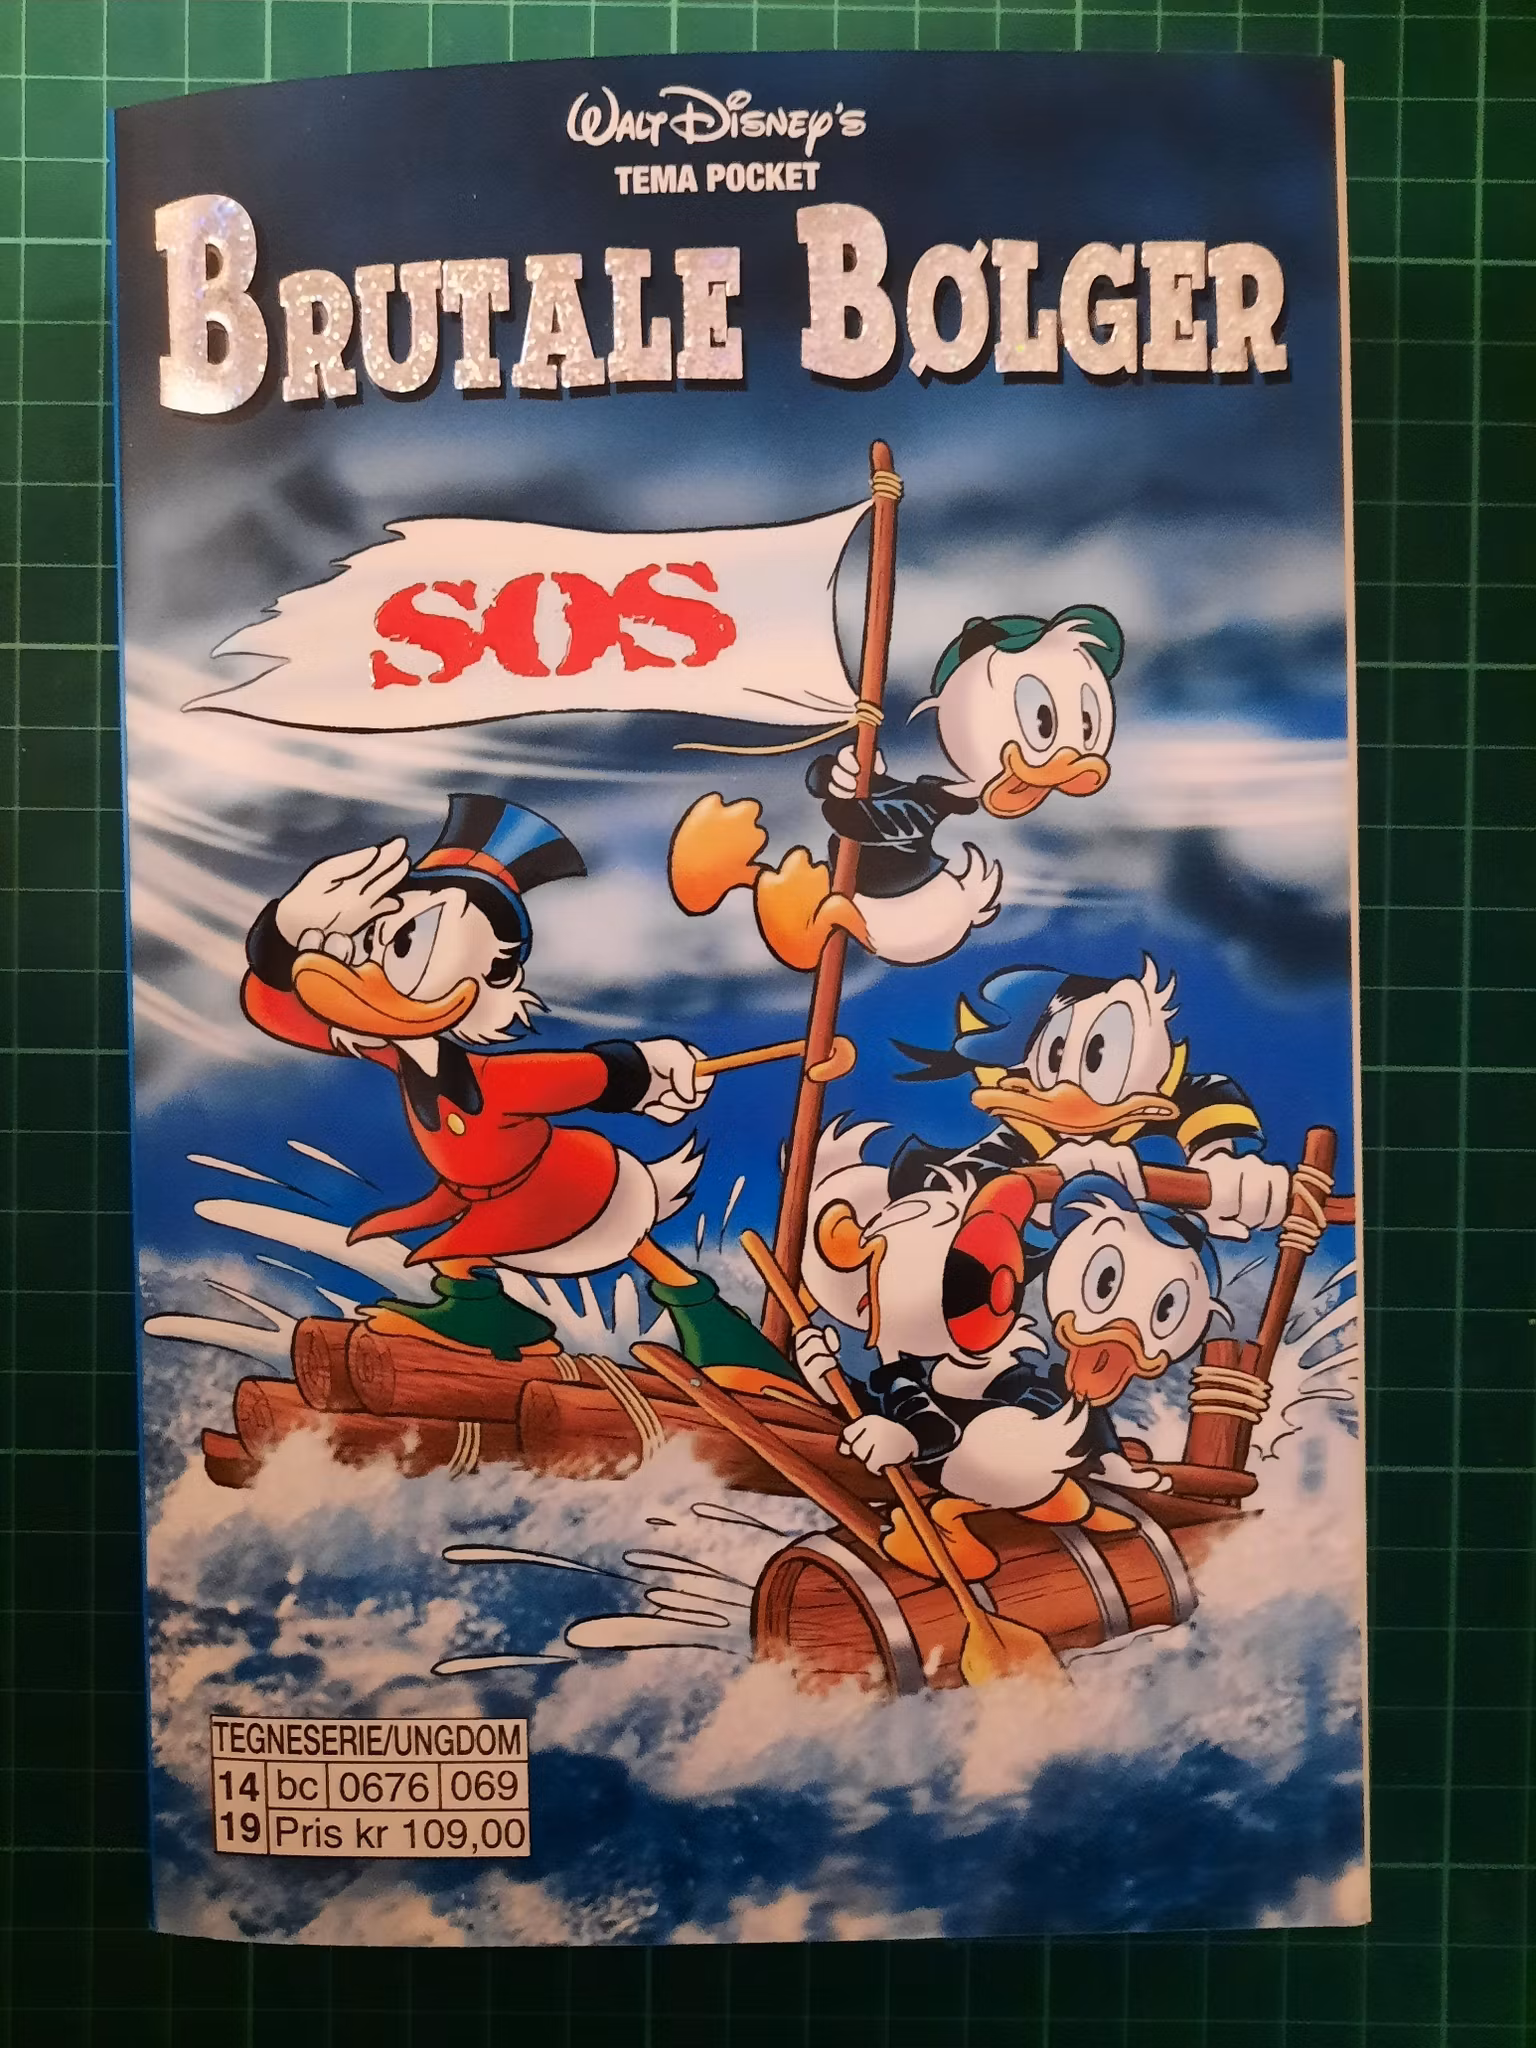 WALT DISNEY'S
TEMA POCKET
BRUTALE BØLGER
SOS
TEGNESERIE/UNGDOM
14 bc 0676 069
19 Pris kr 109,00